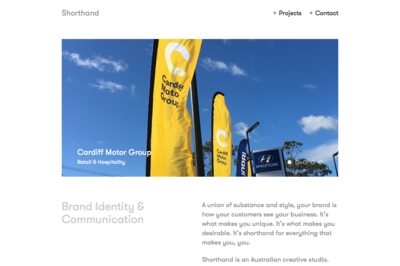 Shorthand
+ Projects + Contact
Cardiff
Motor
Group
Cardiff Motor Group
Retail & Hospitality
Brand Identity &
Communication
A union of substance and style, your brand is
how your customers see your business. It's
what makes you unique. It's what makes you
desirable. It's shorthand for everything that
makes you, you.
Shorthand is an Australian creative studio.